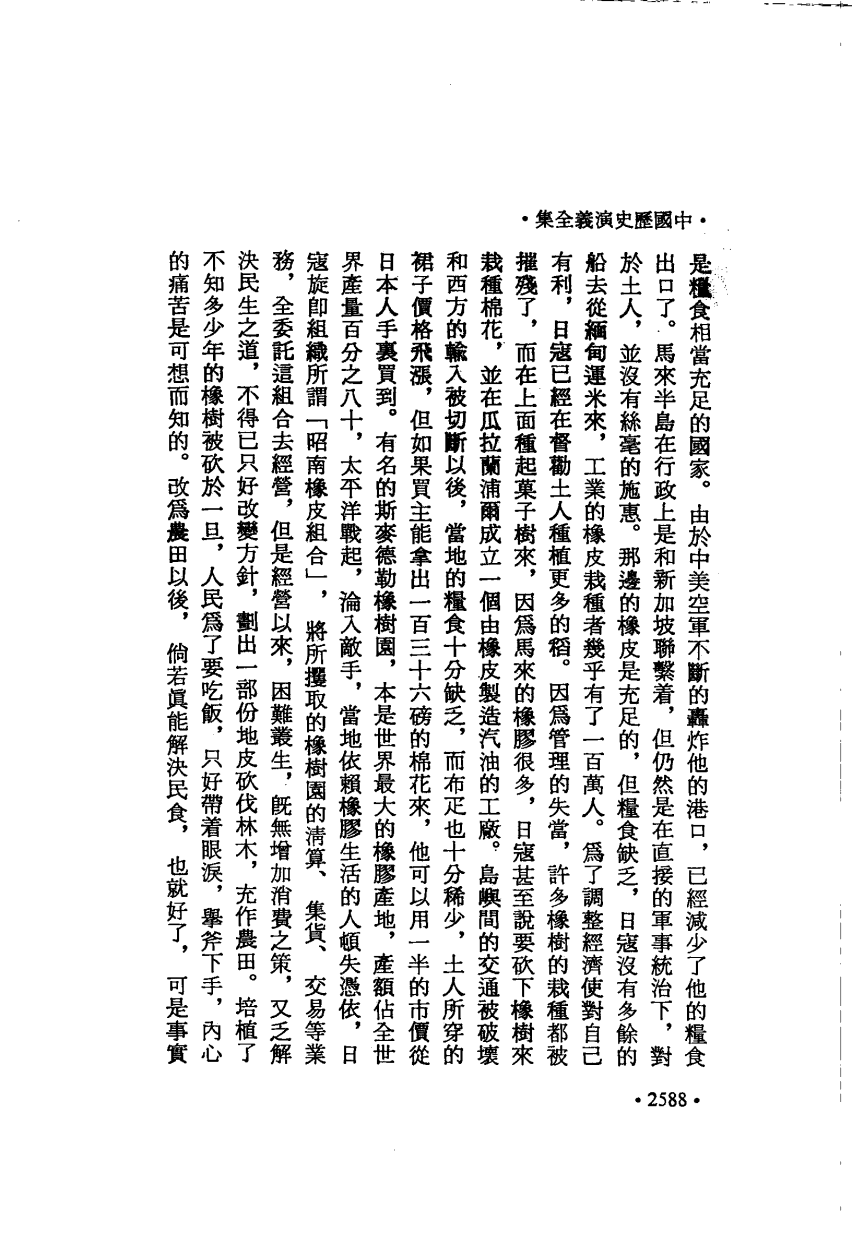 •中國歷史演義全集•
是糧食相當充足的國家。由於中美空軍不斷的轟炸他的港口，已經減少了他的糧食
出口了。馬來半島在行政上是和新加坡聯繫着，但仍然是在直接的軍事統治下，對
於土人，並沒有絲毫的施惠。那邊的橡皮是充足的，但糧食缺乏，日寇沒有多餘的
船去從緬甸運米來，工業的橡皮栽種者幾乎有了一百萬人。爲了調整經濟使對自己
有利，日寇已經在督勸土人種植更多的稻。因爲管理的失當，許多橡樹的栽種都被
摧殘了，而在上面種起菓子樹來，因爲馬來的橡膠很多，日寇甚至說要砍下橡樹來
栽種棉花，並在瓜拉蘭浦爾成立一個由橡皮製造汽油的工廠。島嶼間的交通被破壞
和西方的輸入被切斷以後，當地的糧食十分缺乏，而布疋也十分稀少，土人所穿的
裙子價格飛漲，但如果買主能拿出一百三十六磅的棉花來，他可以用一半的市價從
日本人手裏買到。有名的斯麥德勒橡樹園，本是世界最大的橡膠產地，產額佔全世
界產量百分之八十，太平洋戰起，淪入敵手，當地依賴橡膠生活的人頓失憑依，日
寇旋卽組織所謂「昭南橡皮組合」，將所攫取的橡樹園的清算、集貨、交易等業
務，全委託這組合去經營，但是經營以來，困難叢生，旣無增加消費之策，又乏解
決民生之道，不得已只好改變方針，劃出一部份地皮砍伐林木，充作農田。培植了
不知多少年的橡樹被砍於一旦，人民爲了要吃飯，只好帶着眼淚，舉斧下手，內心
的痛苦是可想而知的。改爲農田以後，倘若眞能解決民食，也就好了，可是事實
•2588•